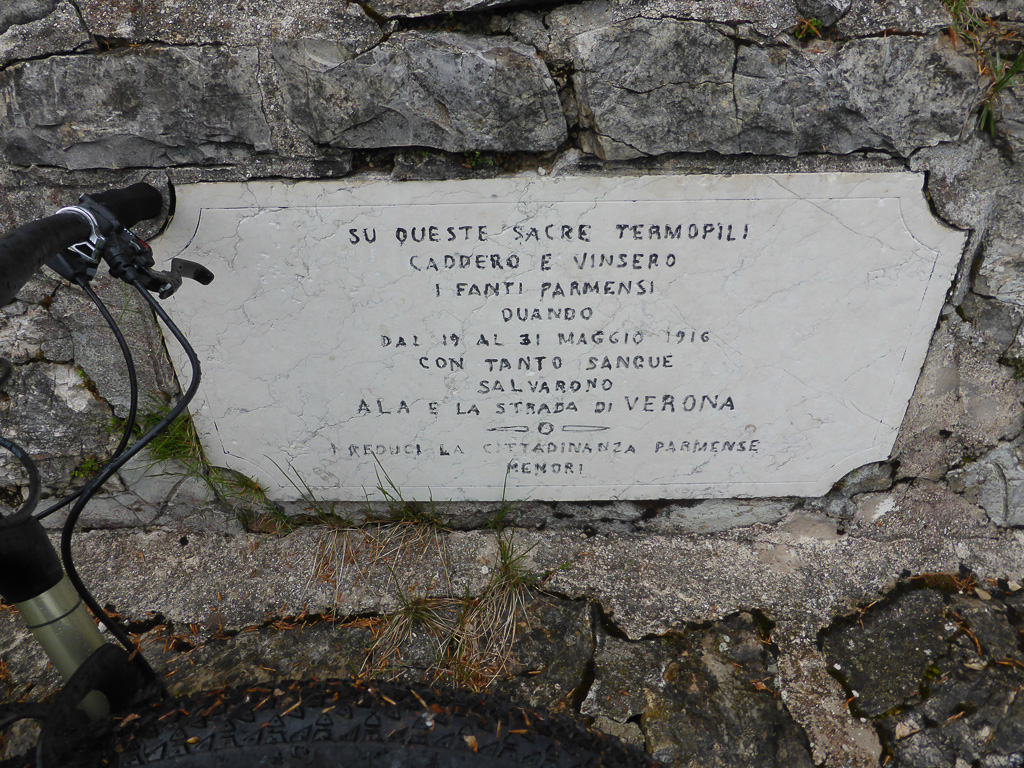 SU QUESTE SACRE TERMOPILI
CADDERO E VINSERO
I FANTI PARMENSI
QUANDO
DAL 19 AL 31 MAGGIO 1916
CON TANTO SANGUE
SALVARONO
ALA E LA STRADA DI VERONA
I REDUCI LA CITTADINANZA PARMENSE
MEMORI